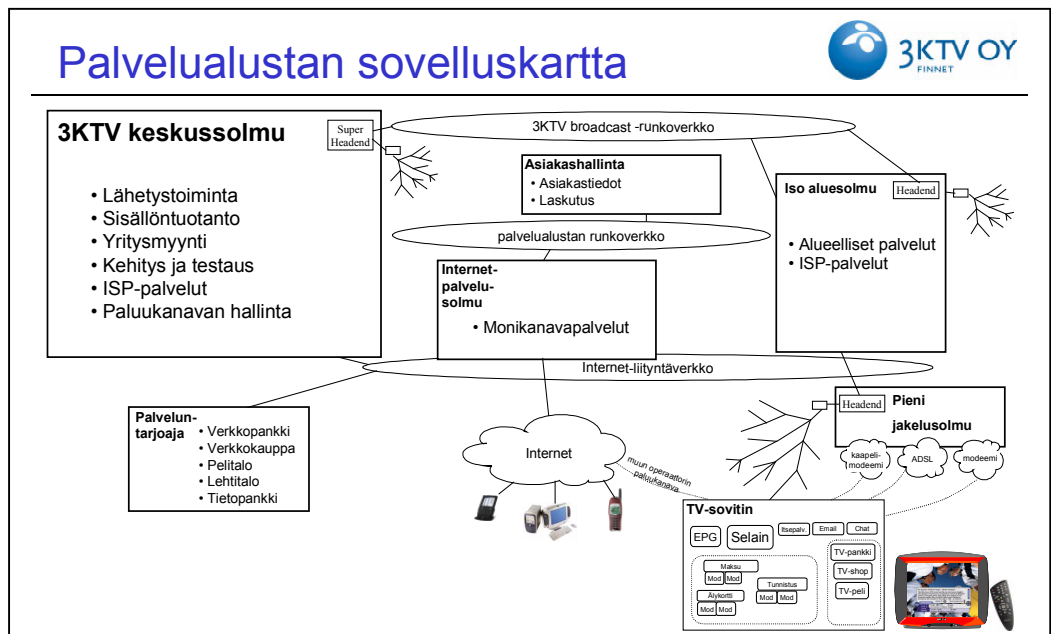 Palvelualustan sovelluskartta
3KTV OY
FINNET
3KTV keskussolmu
Super
Headend
• Lähetystoiminta
• Sisällöntuotanto
• Yritysmyynti
• Kehitys ja testaus
• ISP-palvelut
• Paluukanavan hallinta
3KTV broadcast -runkoverkko
Asiakashallinta
• Asiakastiedot
• Laskutus
Iso aluesolmu
Headend
• Alueelliset palvelut
• ISP-palvelut
palvelualustan runkoverkko
Internet-
palvelu-
solmu
• Monikanavapalvelut
Internet-liityntäverkko
Palvelun-
tarjoaja
• Verkkopankki
• Verkkokauppa
• Pelitalo
• Lehtitalo
• Tietopankki
Internet
muun operaattorin
paluukanava
Headend
Pieni
jakelusolmu
kaapeli-
modeemi
ADSL
modeemi
TV-sovitin
EPG
Selain
Itsepalv.
Email
Chat
TV-pankki
TV-shop
TV-peli
Maksu
Mod Mod
Tunnistus
Mod Mod
Älykortti
Mod Mod